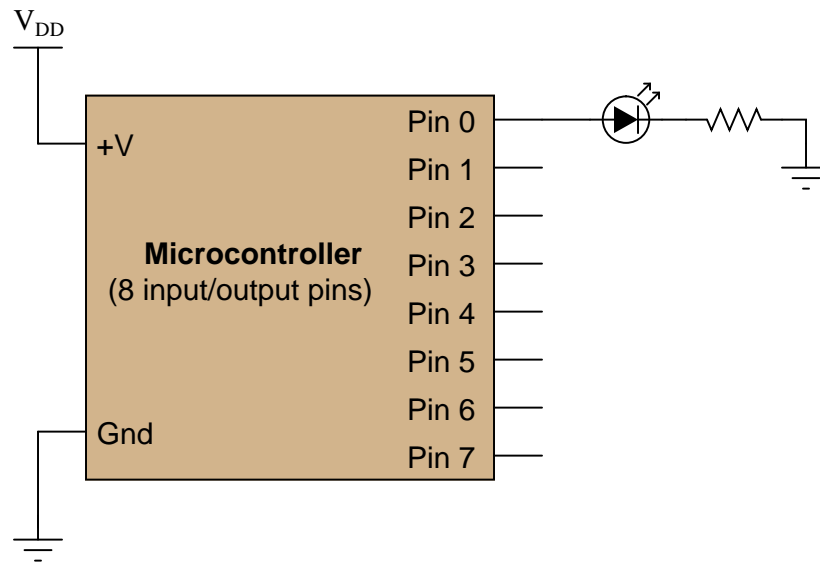 VDD
+V
Pin 0
Pin 1
Pin 2
Microcontroller
Pin 3
(8 input/output pins)
Pin 4
Pin 5
Pin 6
Gnd
Pin 7